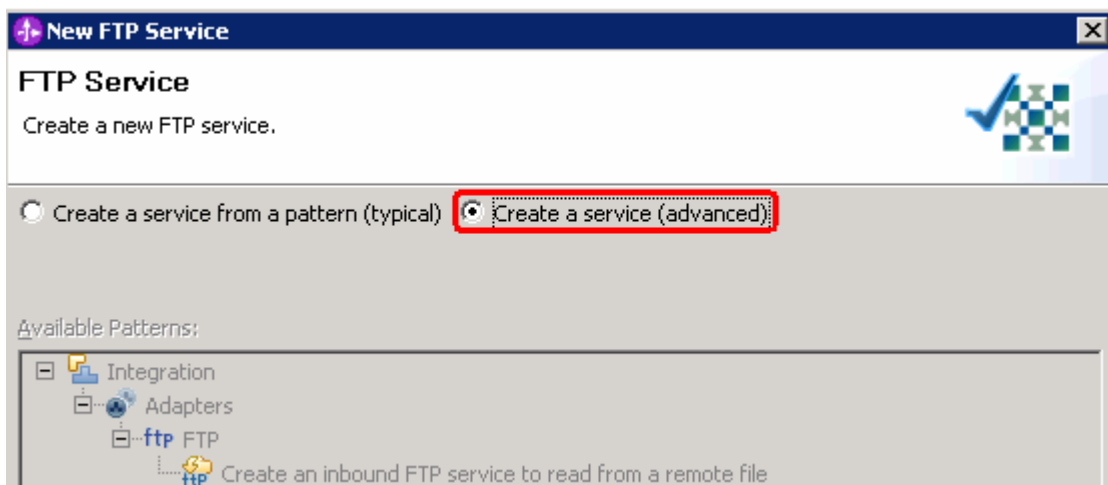 New FTP Service
FTP Service
Create a new FTP service.
Create a service from a pattern (typical) Create a service (advanced)
Available Patterns:
Integration
Adapters
ftp FTP
ftp Create an inbound FTP service to read from a remote file